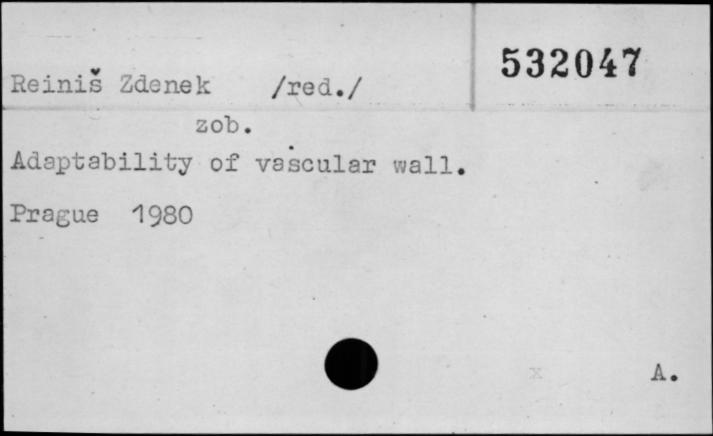 532047
Reiniš Zdenek /red./
zob.
Adaptability of vascular wall.
Prague 1980
x A.